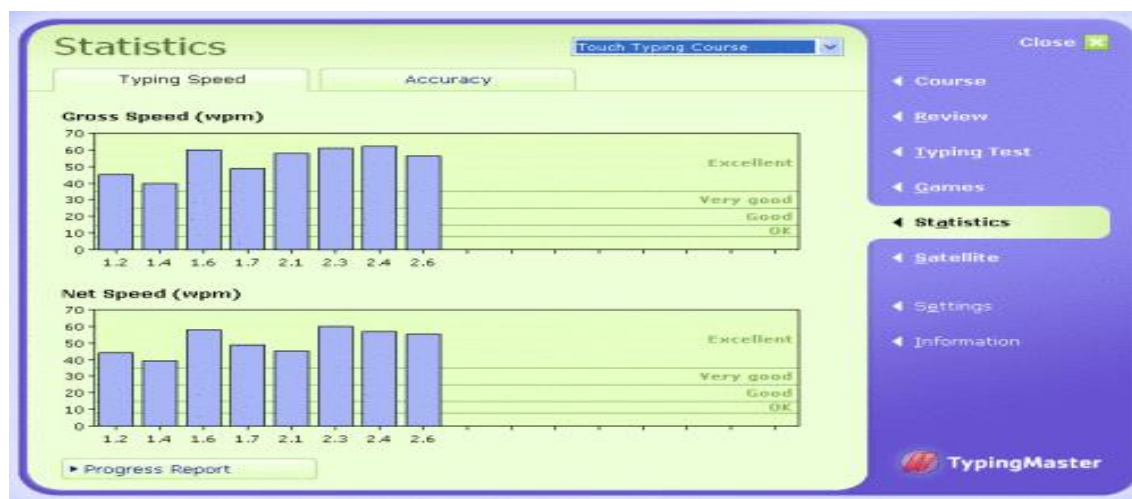 Statistics
Touch Typing Course
Close
Typing Speed
Accuracy
Gross Speed (wpm)
70
60
50
40
30
20
10
0
Excellent
Very good
Good
OK
1.2 1.4 1.6 1.7 2.1 2.3 2.4 2.6
Net Speed (wpm)
70
60
50
40
30
20
10
0
Excellent
Very good
Good
OK
1.2 1.4 1.6 1.7 2.1 2.3 2.4 2.6
Progress Report
Course
Review
Typing Test
Games
Statistics
Satellite
Settings
Information
TypingMaster